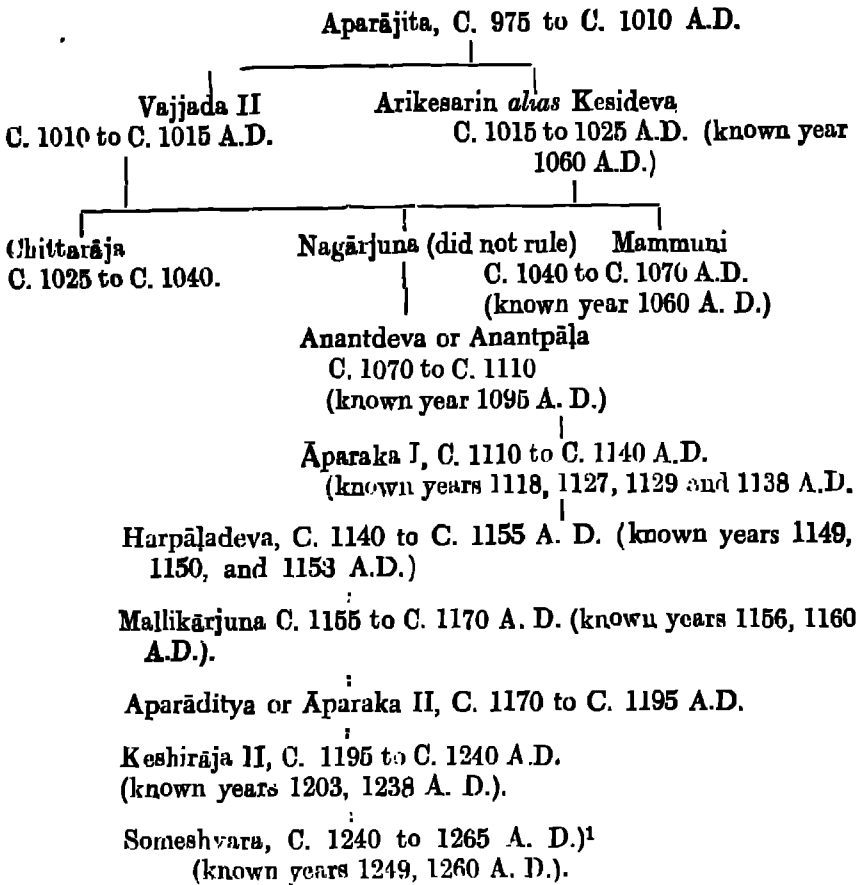 Aparājita, C. 975 to C. 1010 A.D.
Vajjada II Arikesarin alias Kesideva
C. 1010 to C. 1015 A.D. C. 1015 to 1025 A.D. (known year
1060 A.D.)
Chittarāja Nagārjuna (did not rule) Mammuni
C. 1025 to C. 1040. C. 1040 to C. 1070 A.D.
(known year 1060 A. D.)
Anantdeva or Anantpāḷa
C. 1070 to C. 1110
(known year 1095 A. D.)
Āparaka I, C. 1110 to C. 1140 A.D.
(known years 1118, 1127, 1129 and 1138 A.D.
Harpāḷadeva, C. 1140 to C. 1155 A. D. (known years 1149,
1150, and 1153 A.D.)
Mallikārjuna C. 1155 to C. 1170 A. D. (known years 1156, 1160
A.D.).
Aparāditya or Āparaka II, C. 1170 to C. 1195 A.D.
Keshirāja II, C. 1195 to C. 1240 A.D.
(known years 1203, 1238 A. D.).
Someshvara, C. 1240 to 1265 A. D.)¹
(known years 1249, 1260 A. D.).